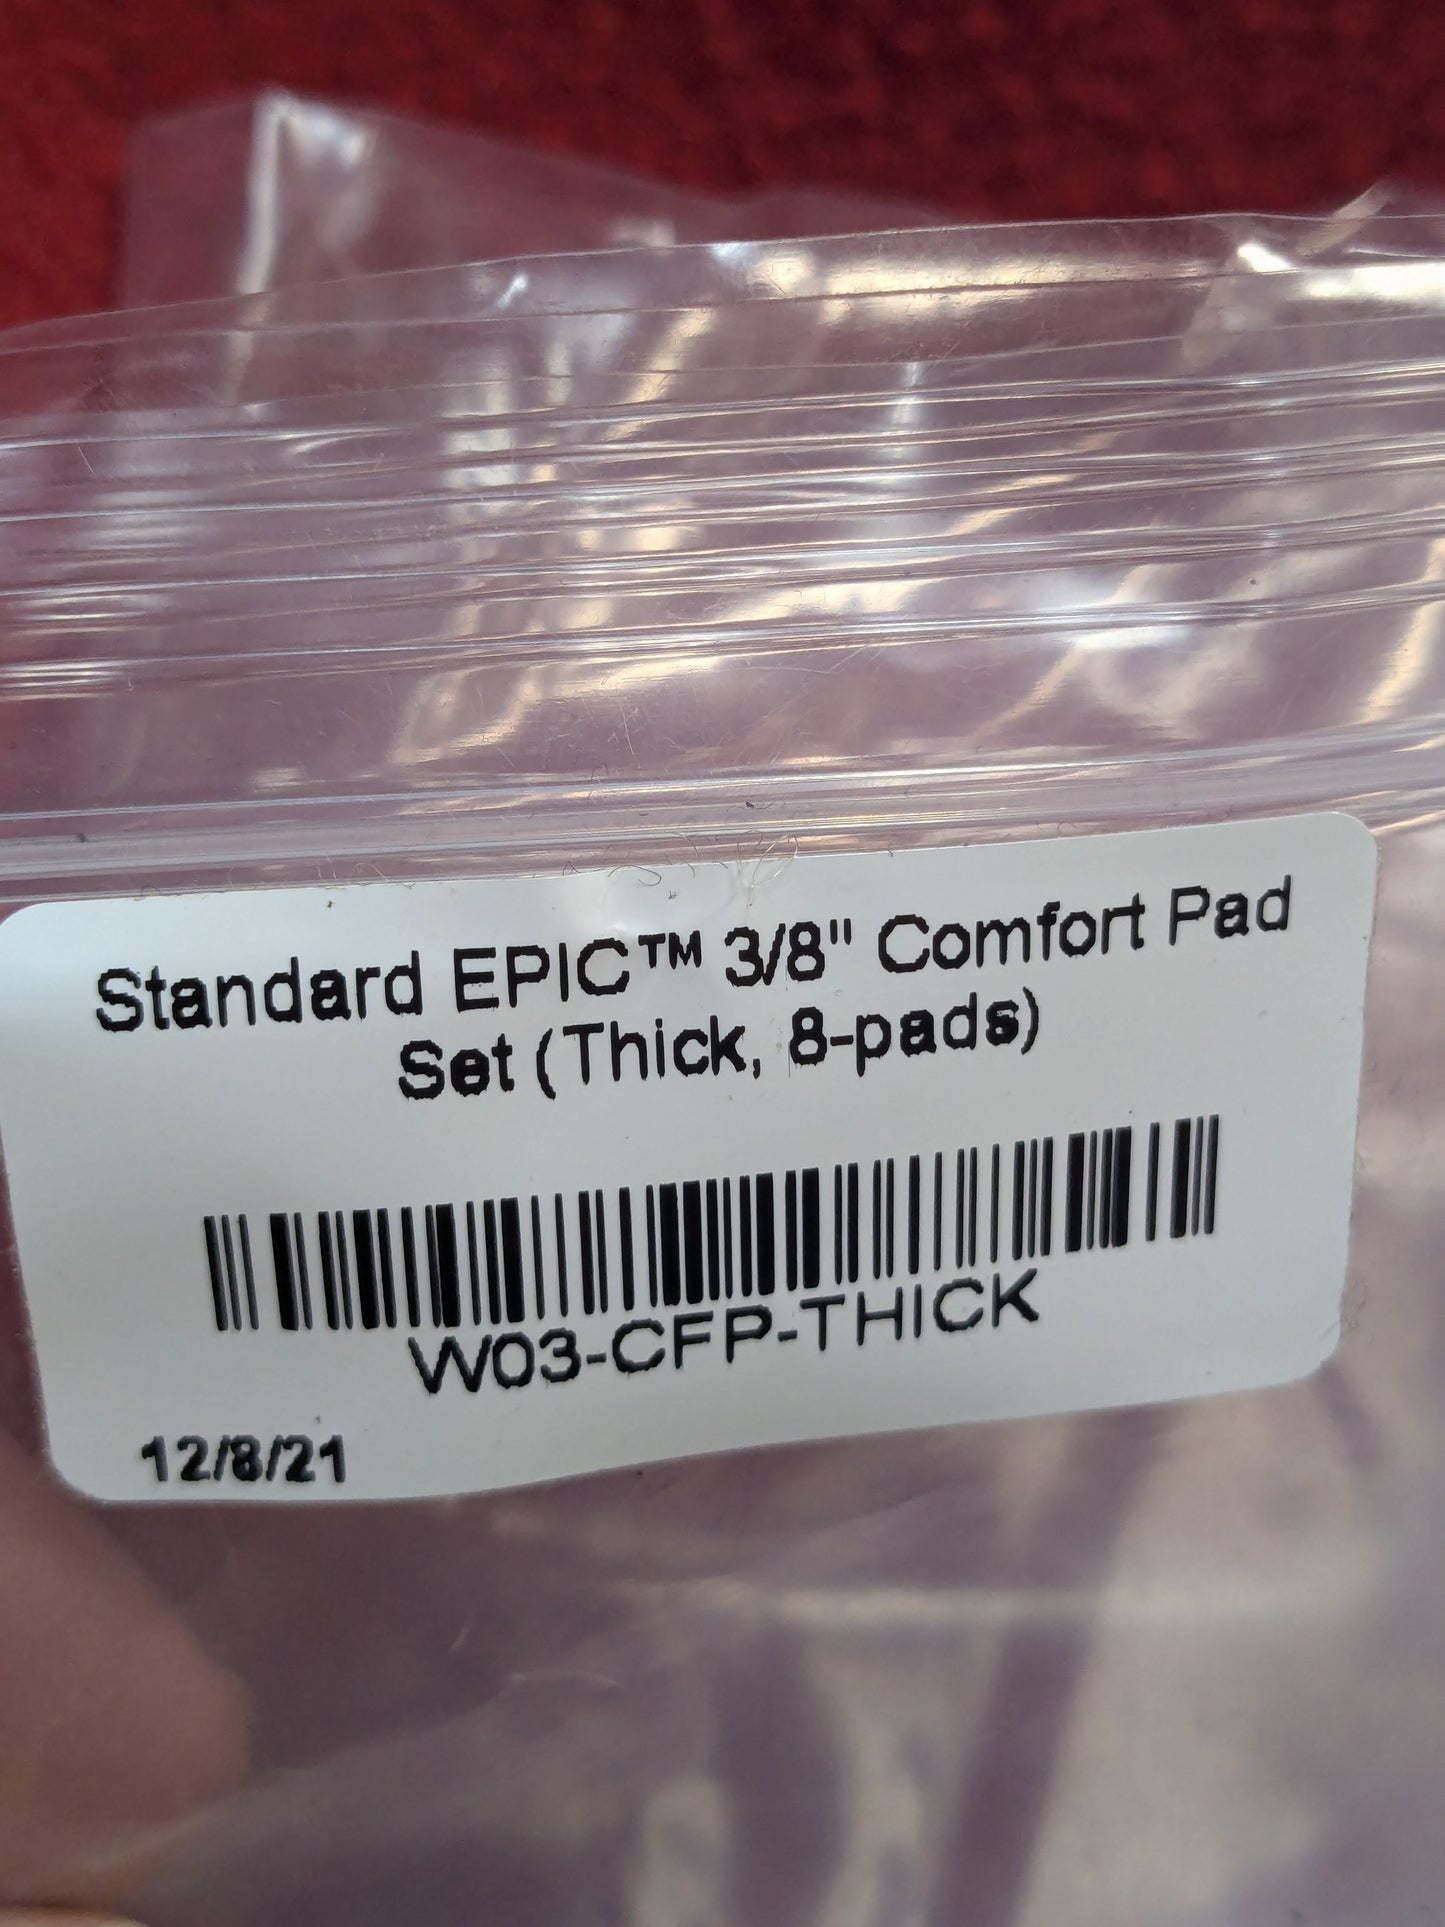 Standard EPIC™ 3/8" Comfort Pad
Set (Thick, 8-pads)
W03-CFP-THICK
12/8/21